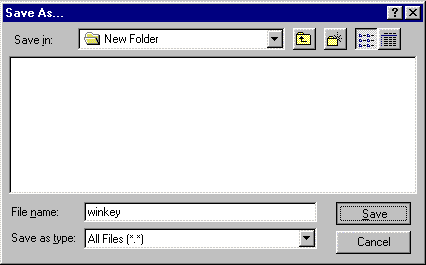 Save As...
Save in: New Folder
File name: winkey Save
Save as type: All Files (*.*) Cancel